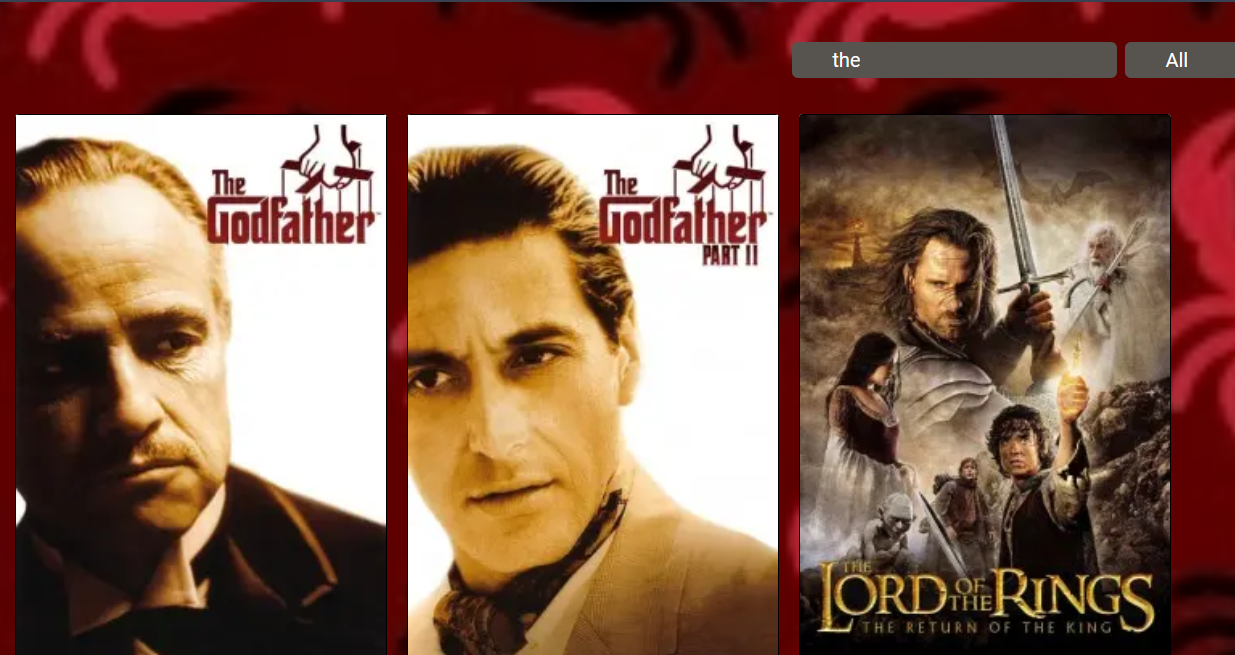 the
All
The
Godfather
The
Godfather
PART II
THE
LORD OF THE RINGS
THE RETURN OF THE KING